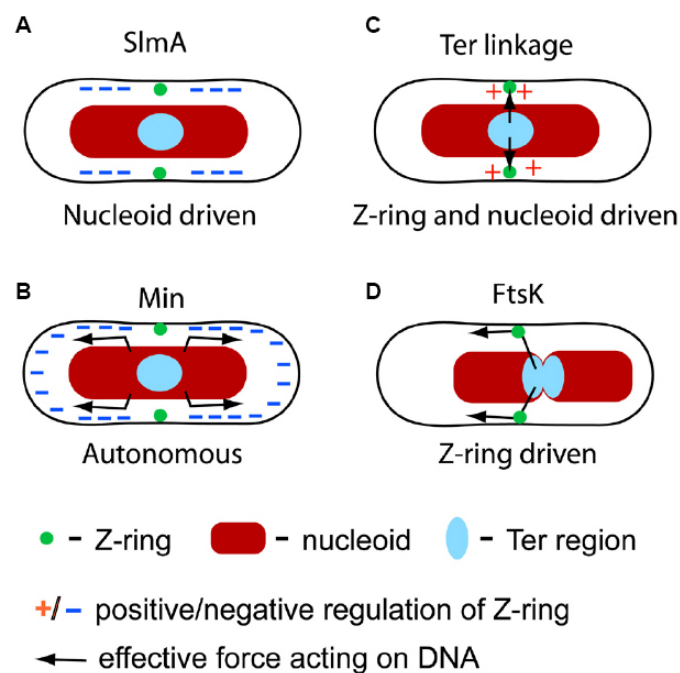 A
SlmA
Nucleoid driven
C
Ter linkage
+ +
+ +
Z-ring and nucleoid driven
B
Min
Autonomous
D
FtsK
Z-ring driven
- Z-ring
- nucleoid
- Ter region
+/- positive/negative regulation of Z-ring
- effective force acting on DNA